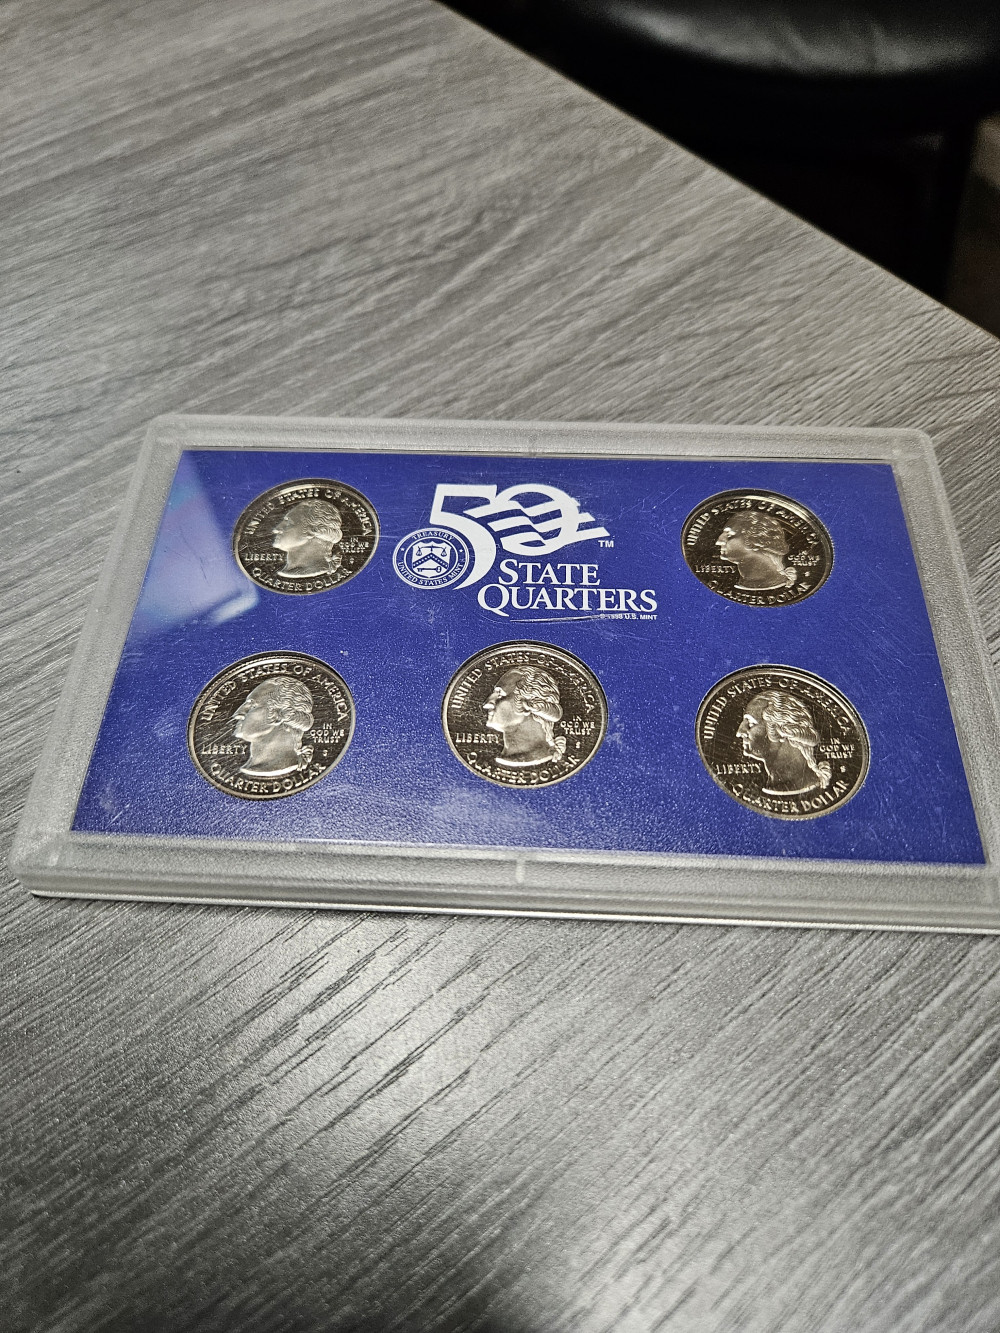 50
TM
TREASURY
UNITED STATES MINT
STATE
QUARTERS
© 1998 U.S. MINT
UNITED STATES OF AMERICA
LIBERTY
IN
GOD WE
TRUST
S
QUARTER DOLLAR
UNITED STATES OF AMERICA
LIBERTY
IN
GOD WE
TRUST
S
QUARTER DOLLAR
UNITED STATES OF AMERICA
LIBERTY
IN
GOD WE
TRUST
S
QUARTER DOLLAR
UNITED STATES OF AMERICA
LIBERTY
IN
GOD WE
TRUST
S
QUARTER DOLLAR
UNITED STATES OF AMERICA
LIBERTY
IN
GOD WE
TRUST
S
QUARTER DOLLAR